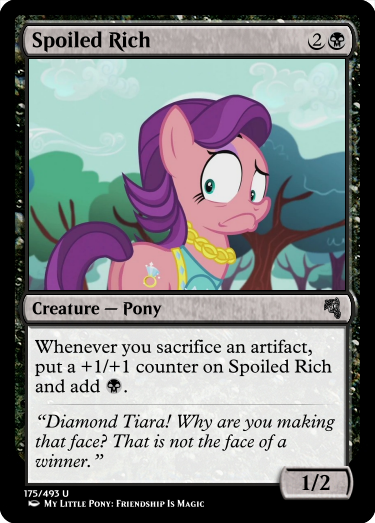 Spoiled Rich 2
Creature — Pony
Whenever you sacrifice an artifact,
put a +1/+1 counter on Spoiled Rich
and add .
“Diamond Tiara! Why are you making
that face? That is not the face of a
winner.”
1/2
175/493 U
My Little Pony: Friendship Is Magic